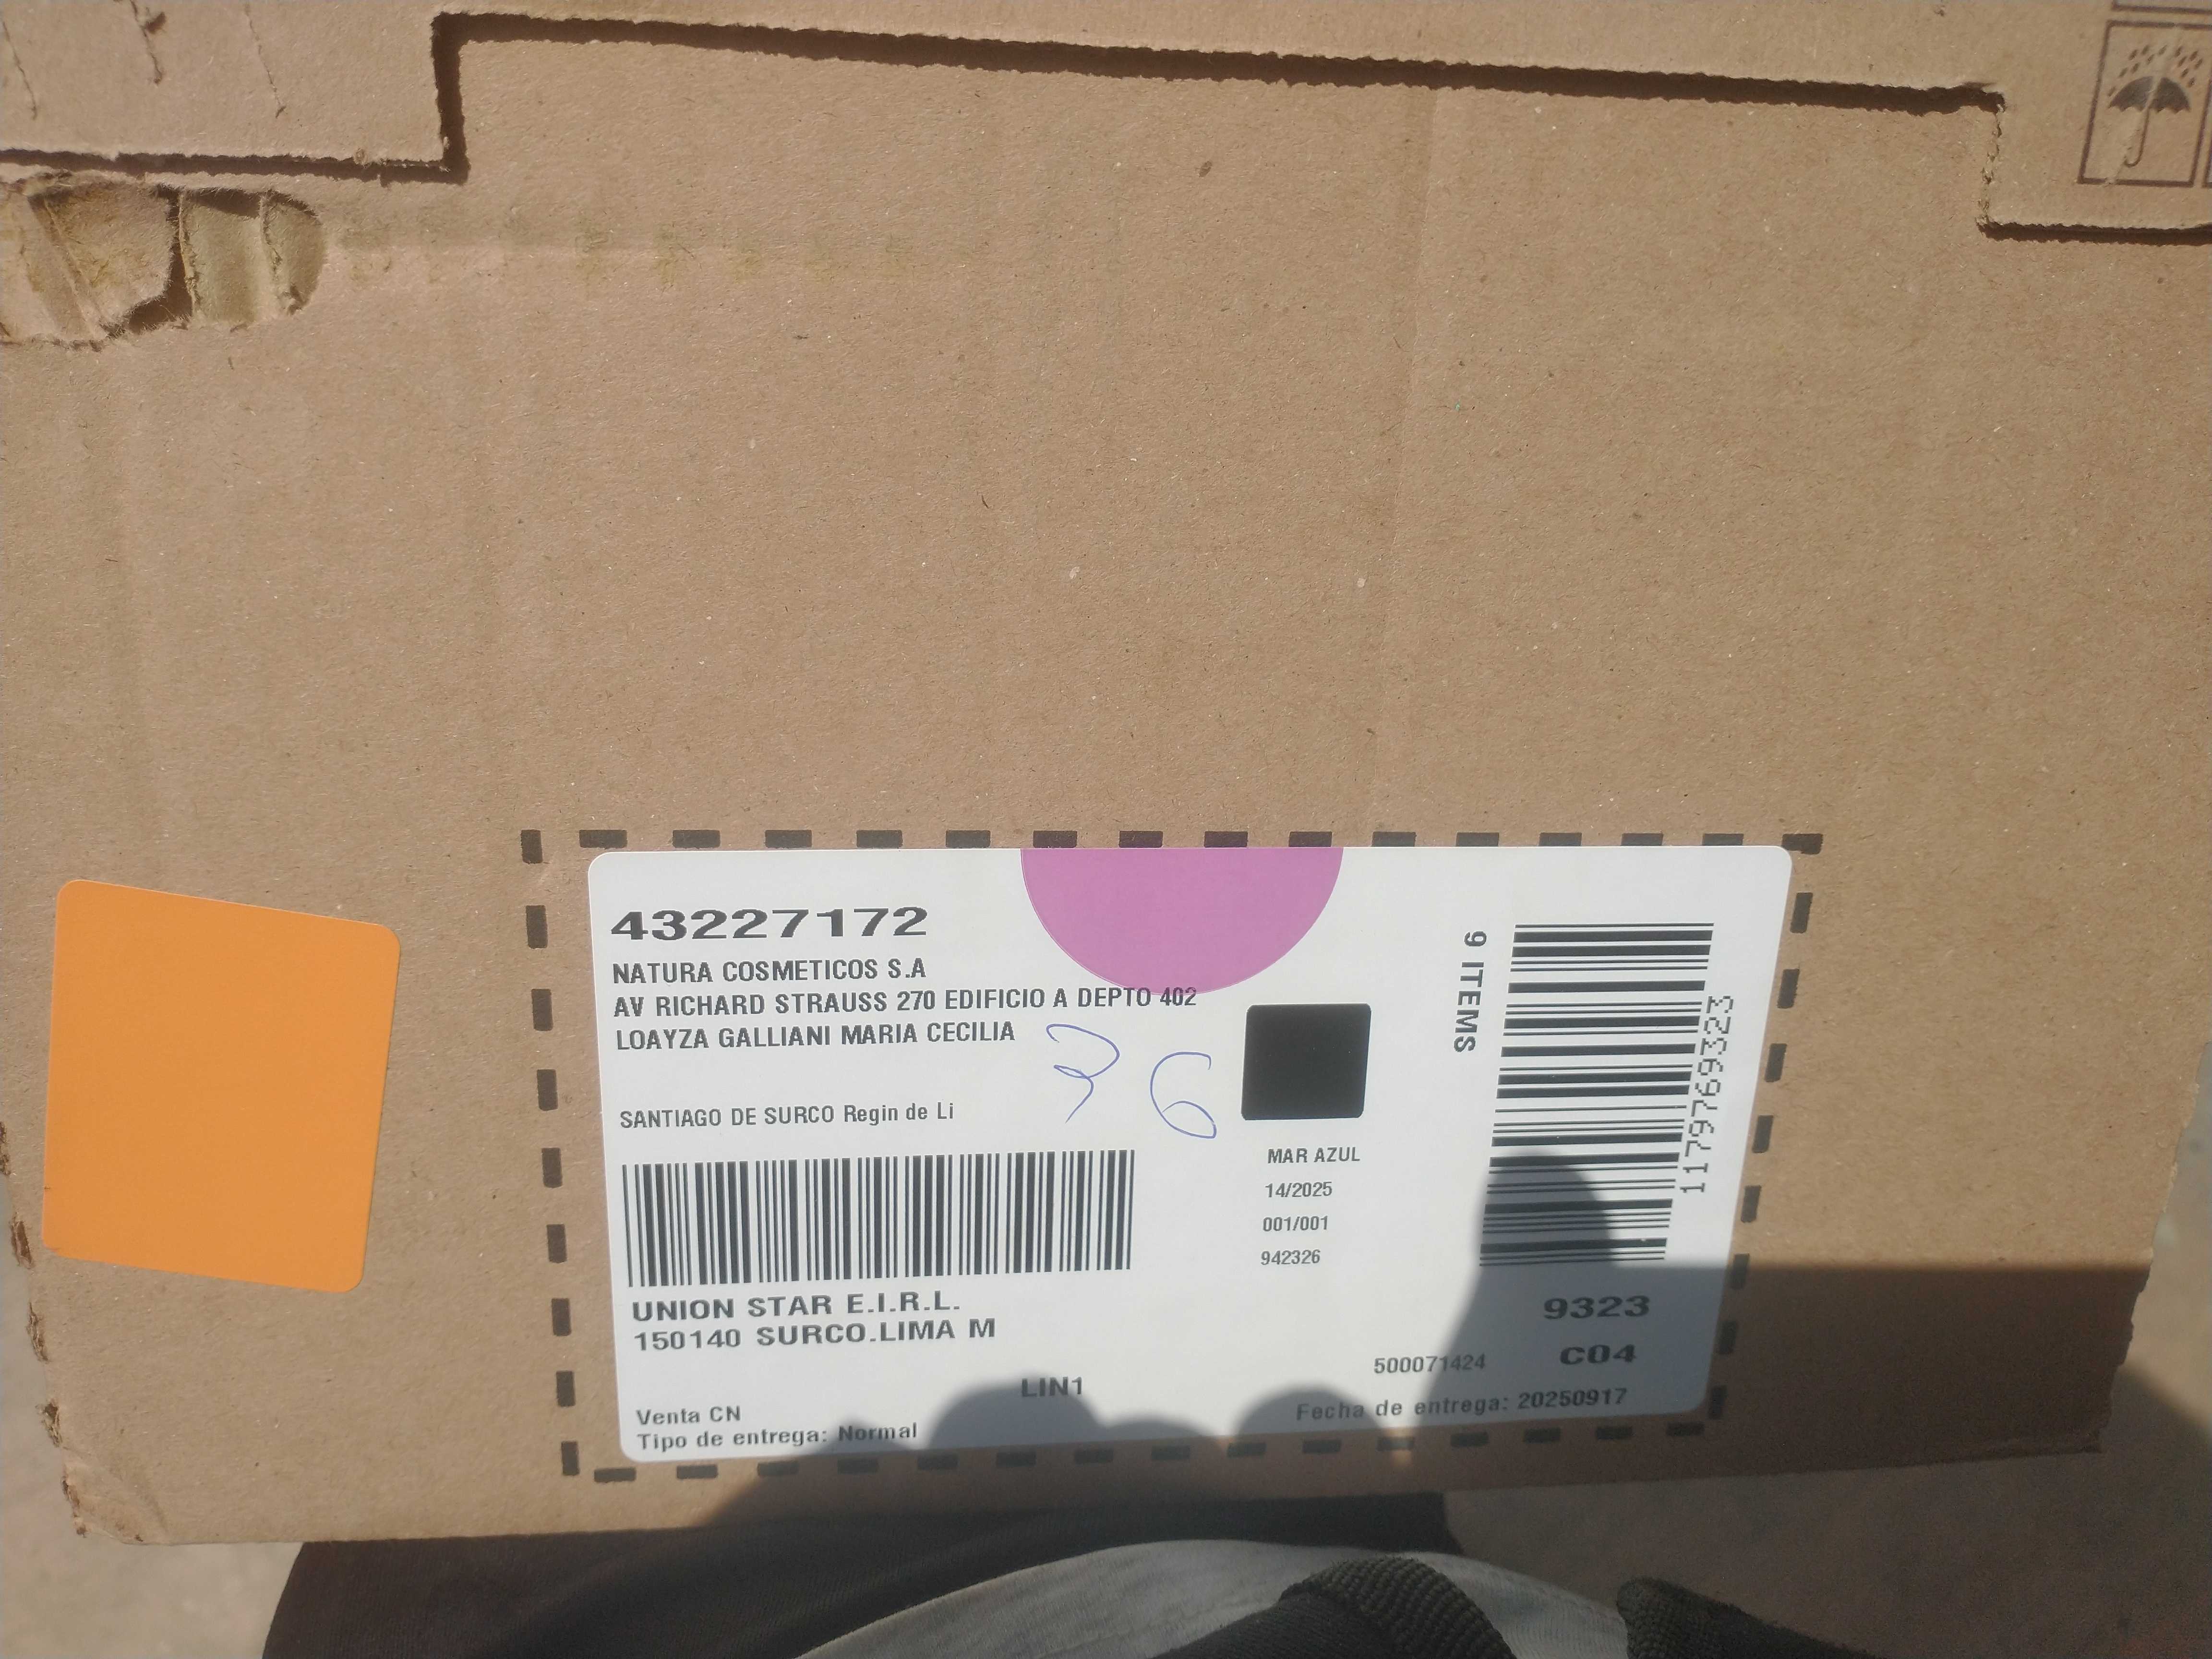 43227172
NATURA COSMETICOS S.A
AV RICHARD STRAUSS 270 EDIFICIO A DEPTO 402
LOAYZA GALLIANI MARIA CECILIA
36
SANTIAGO DE SURCO Regin de Li
MAR AZUL
14/2025
001/001
942326
9 ITEMS
1179769323
UNION STAR E.I.R.L.
150140 SURCO.LIMA M
9323
C04
500071424
LIN1
Venta CN
Tipo de entrega: Normal
Fecha de entrega: 20250917